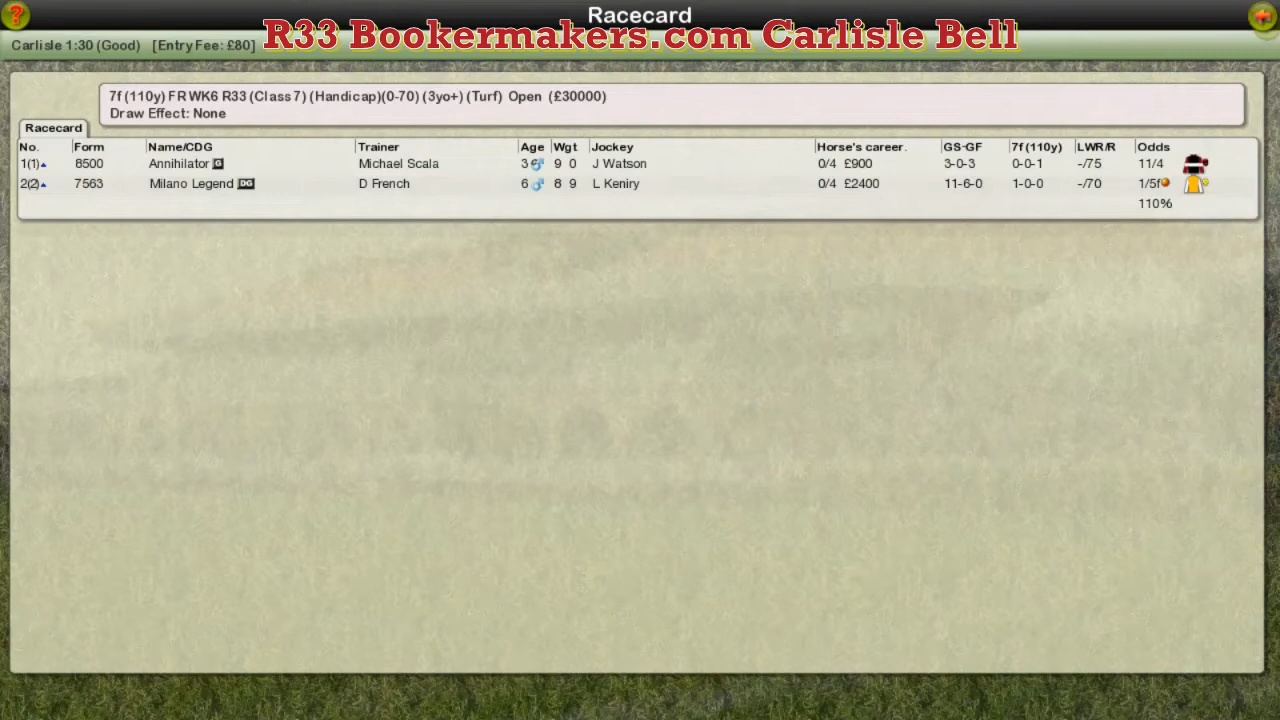 Racecard
R33 Bookermakers.com Carlisle Bell
Carlisle 1:30 (Good) [Entry Fee: £80]
7f (110y) FR WK6 R33 (Class 7) (Handicap)(0-70) (3yo+) (Turf) Open (£30000)
Draw Effect: None
Racecard
No. Form Name/CDG Trainer Age Wgt Jockey Horse's career. GS-GF 7f (110y) LWR/R Odds
1(1) 8500 Annihilator G Michael Scala 3 9 0 J Watson 0/4 £900 3-0-3 0-0-1 -/75 11/4
2(2) 7563 Milano Legend DG D French 6 8 9 L Keniry 0/4 £2400 11-6-0 1-0-0 -/70 1/5f
110%